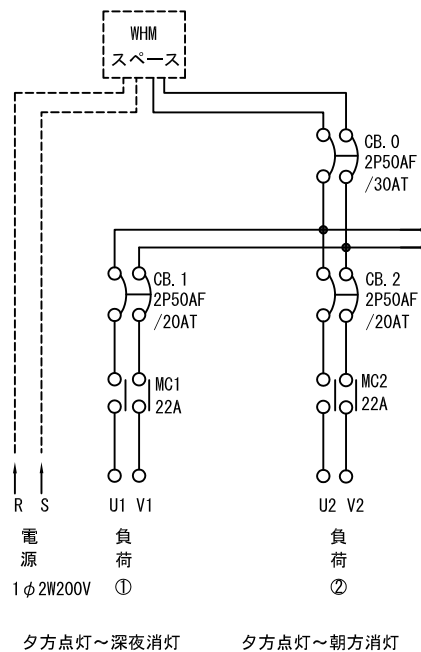 WHM
スペース
CB.0
2P50AF
/30AT
CB.1
2P50AF
/20AT
CB.2
2P50AF
/20AT
MC1
22A
MC2
22A
R S U1 V1 U2 V2
電源
1φ2W200V
負荷
①
負荷
②
夕方点灯～深夜消灯
夕方点灯～朝方消灯